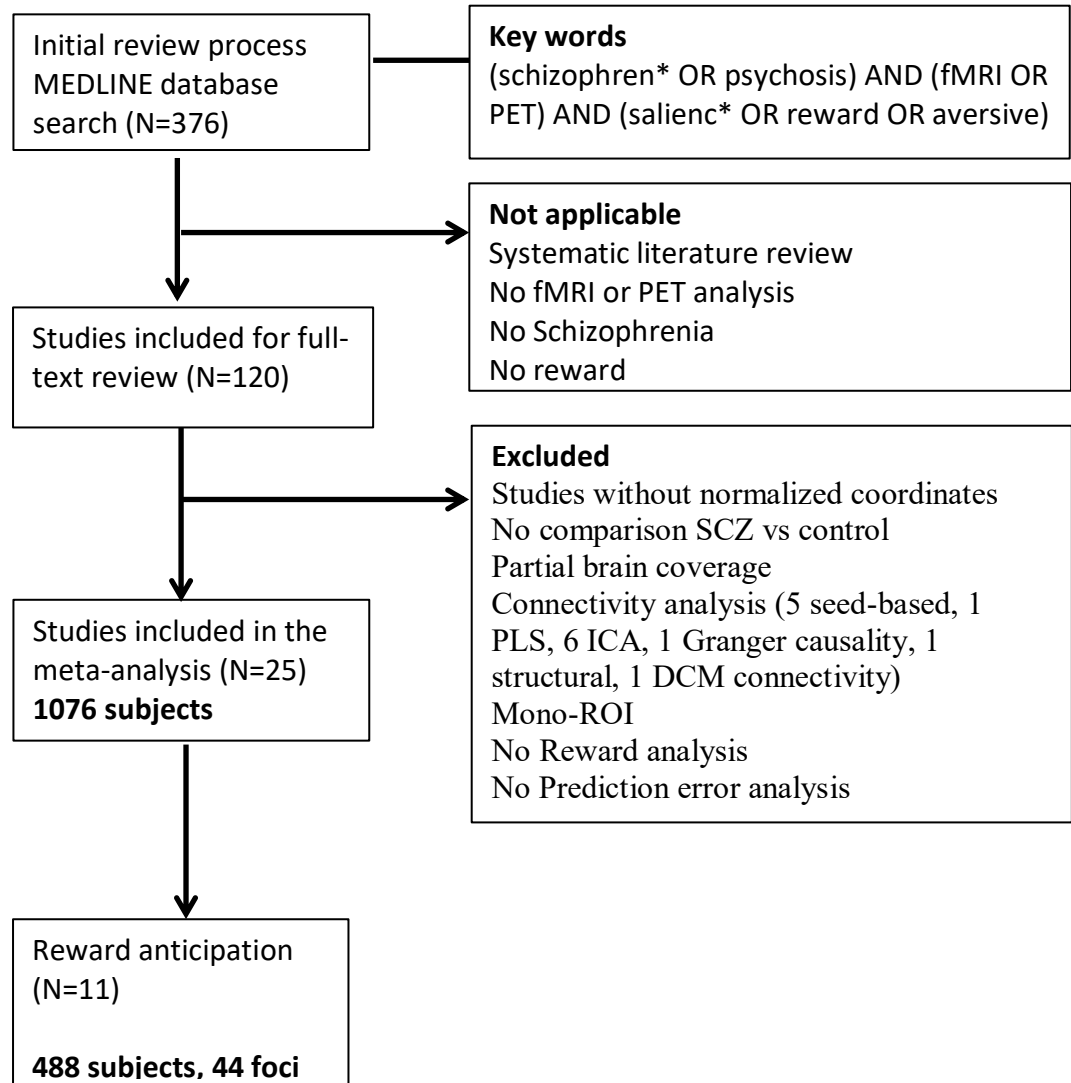 Initial review process
MEDLINE database
search (N=376)
Key words
(schizophren* OR psychosis) AND (fMRI OR
PET) AND (salienc* OR reward OR aversive)
Not applicable
Systematic literature review
No fMRI or PET analysis
No Schizophrenia
No reward
Studies included for full-
text review (N=120)
Excluded
Studies without normalized coordinates
No comparison SCZ vs control
Partial brain coverage
Connectivity analysis (5 seed-based, 1
PLS, 6 ICA, 1 Granger causality, 1
structural, 1 DCM connectivity)
Mono-ROI
No Reward analysis
No Prediction error analysis
Studies included in the
meta-analysis (N=25)
1076 subjects
Reward anticipation
(N=11)
488 subjects, 44 foci